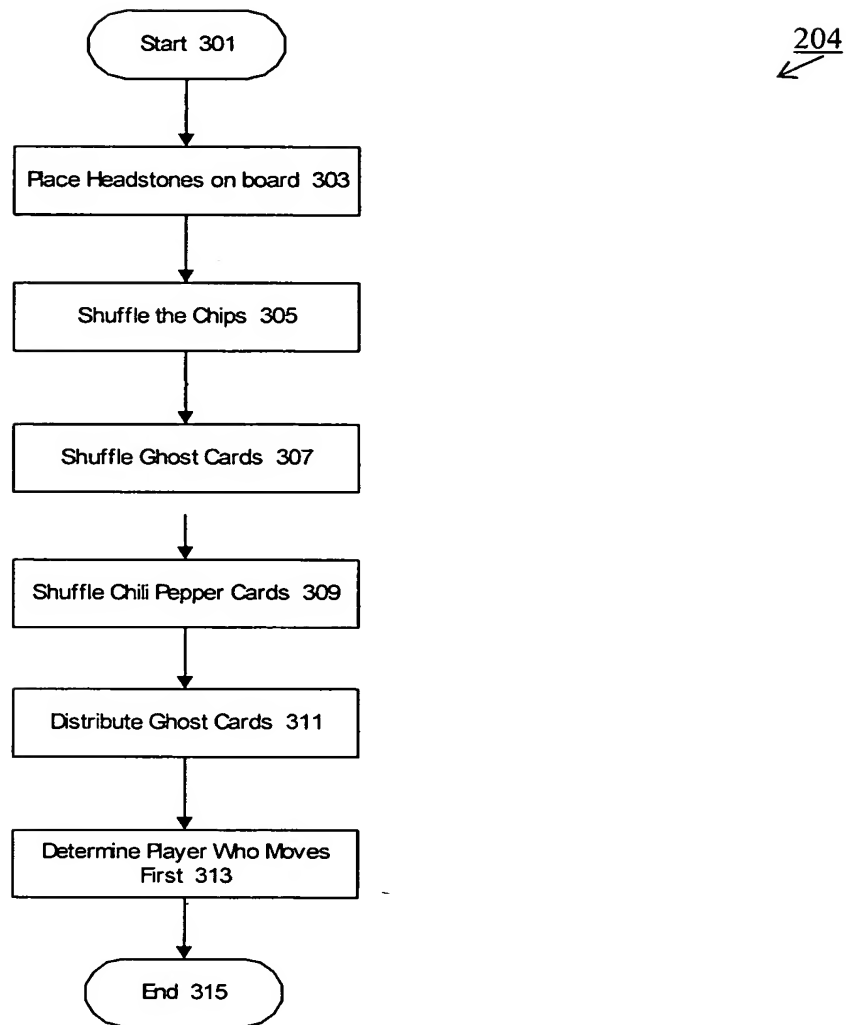 Start 301
204
Place Headstones on board 303
Shuffle the Chips 305
Shuffle Ghost Cards 307
Shuffle Chili Pepper Cards 309
Distribute Ghost Cards 311
Determine Player Who Moves
First 313
End 315